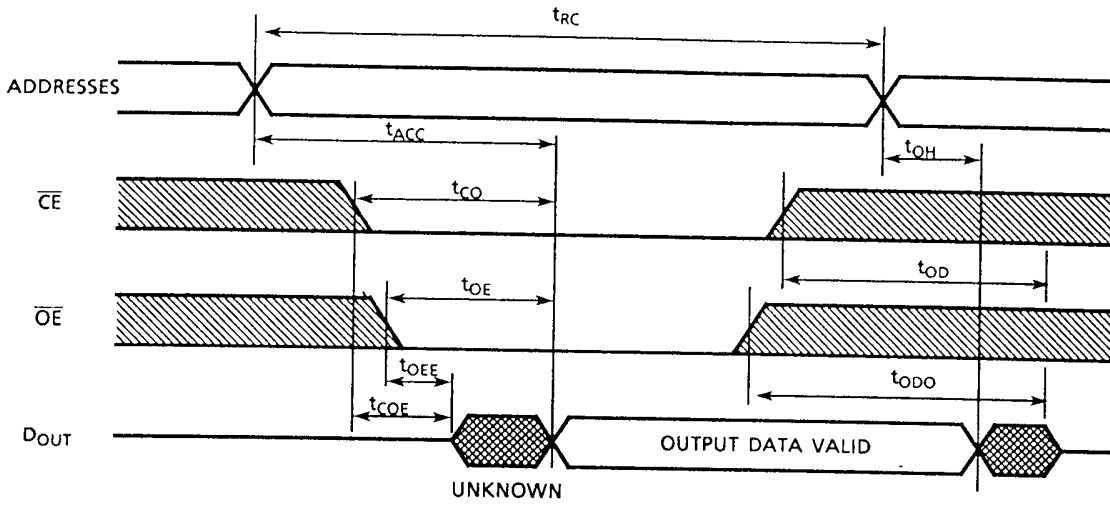 tRC
ADDRESSES
tACC
tOH
CE
tCO
tOD
OE
tOE
tOEE
tODO
tCOE
DOUT
OUTPUT DATA VALID
UNKNOWN